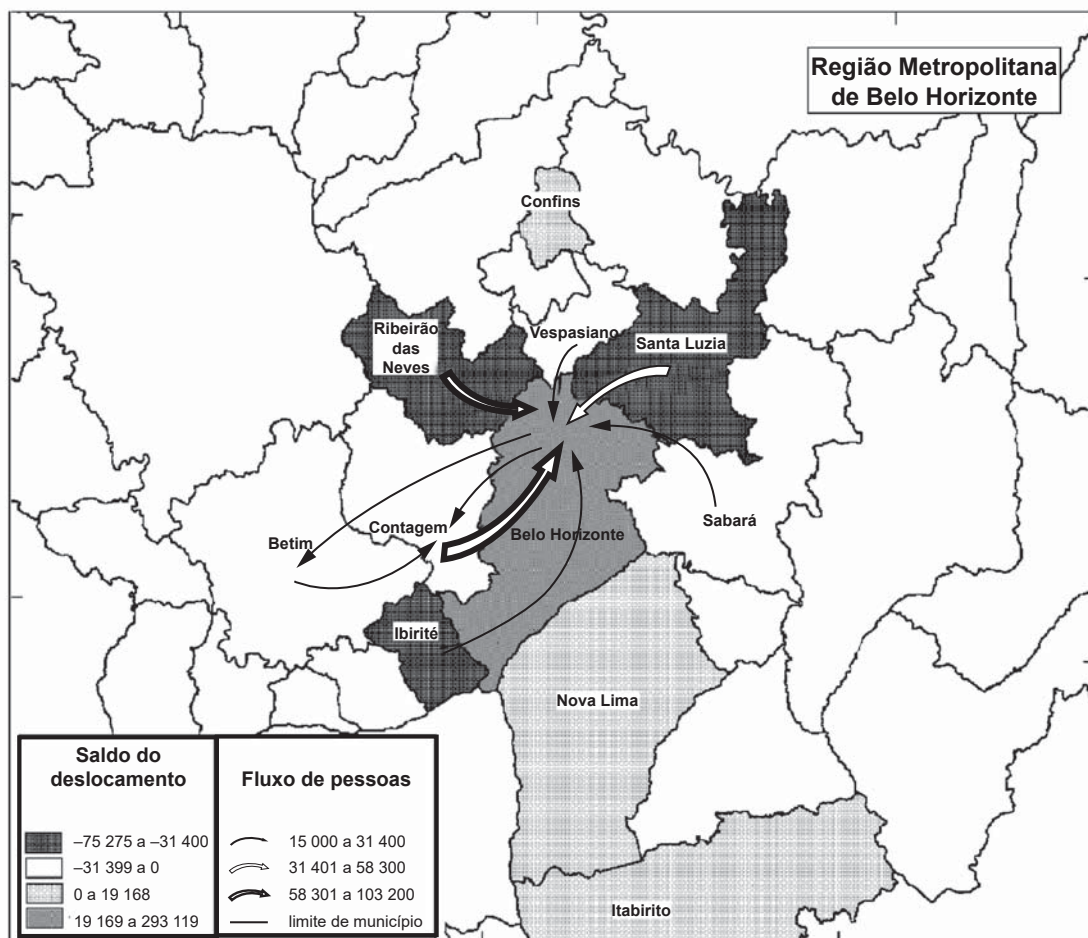 Região Metropolitana
de Belo Horizonte
Confins
Ribeirão
das
Neves
Vespasiano
Santa Luzia
Contagem
Betim
Belo Horizonte
Sabará
Ibirité
Nova Lima
Itabirito
Saldo do
deslocamento
–75 275 a –31 400
–31 399 a 0
0 a 19 168
19 169 a 293 119
Fluxo de pessoas
15 000 a 31 400
31 401 a 58 300
58 301 a 103 200
limite de município